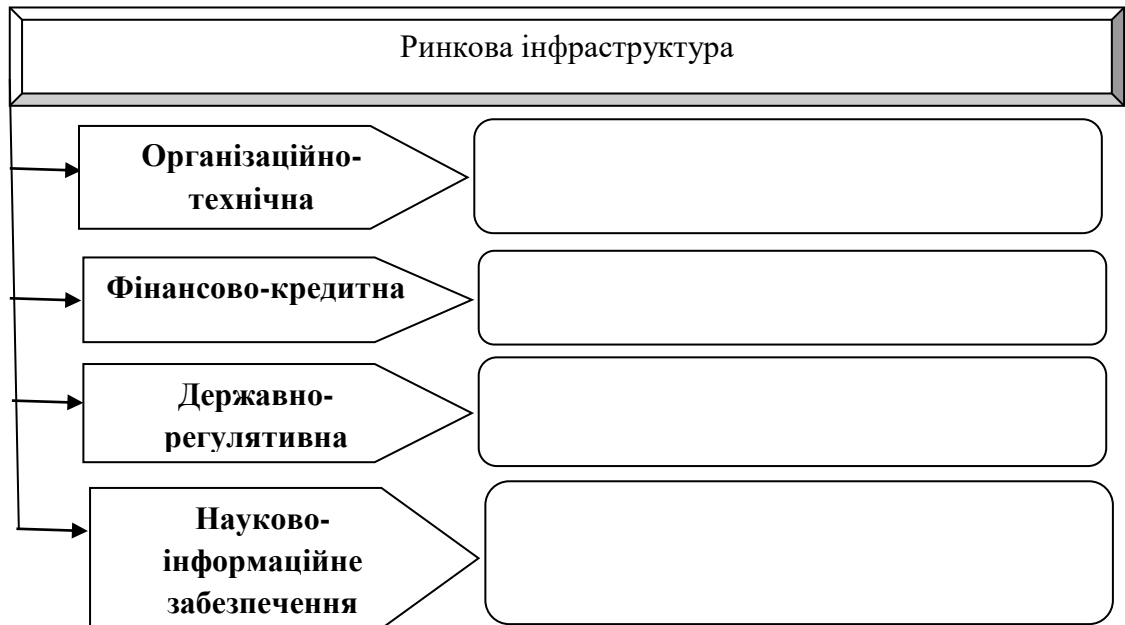 Ринкова інфраструктура
Організаційно-
технічна
Фінансово-кредитна
Державно-
регулятивна
Науково-
інформаційне
забезпечення